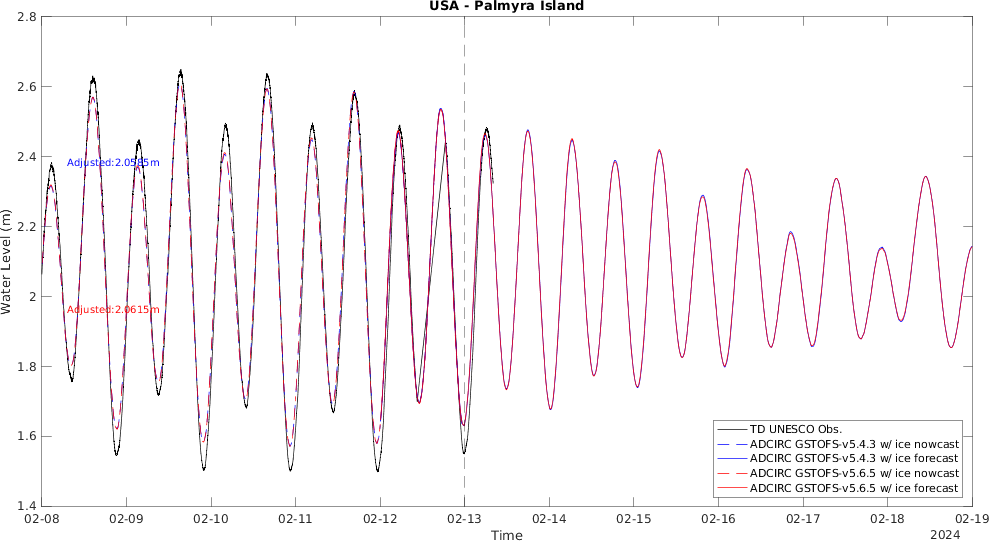 USA - Palmyra Island
2.8
2.6
2.4
2.2
2
1.8
1.6
1.4
Water Level (m)
Adjusted:2.0585m
Adjusted:2.0615m
TD UNESCO Obs.
ADCIRC GSTOFS-v5.4.3 w/ ice nowcast
ADCIRC GSTOFS-v5.4.3 w/ ice forecast
ADCIRC GSTOFS-v5.6.5 w/ ice nowcast
ADCIRC GSTOFS-v5.6.5 w/ ice forecast
02-08 02-09 02-10 02-11 02-12 02-13 02-14 02-15 02-16 02-17 02-18 02-19
Time
2024